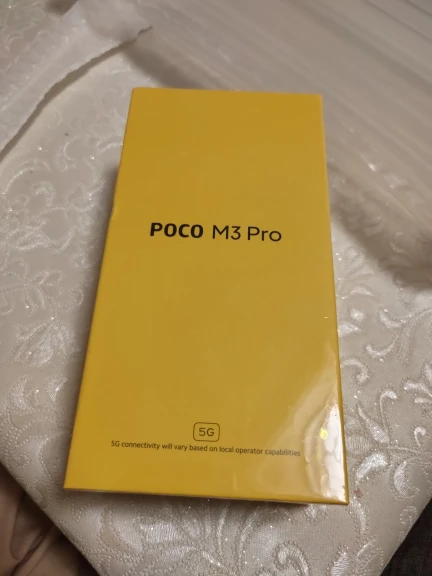 POCO M3 Pro
5G
5G connectivity will vary based on local operator capabilities